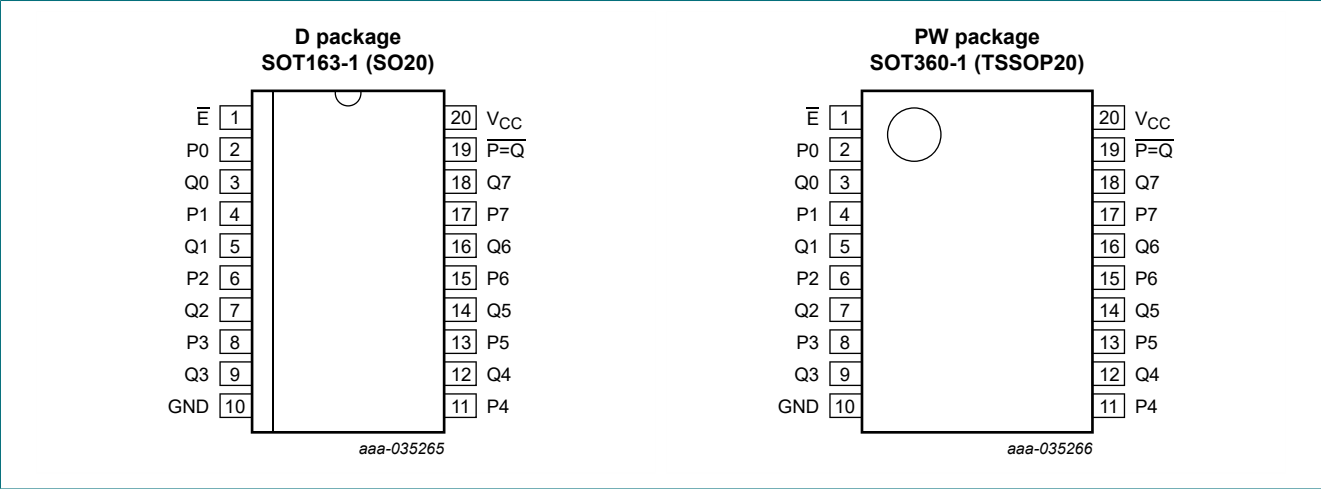 D package
SOT163-1 (SO20)
E̅ 1 20 VCC
P0 2 19 P̅=̅Q̅
Q0 3 18 Q7
P1 4 17 P7
Q1 5 16 Q6
P2 6 15 P6
Q2 7 14 Q5
P3 8 13 P5
Q3 9 12 Q4
GND 10 11 P4
aaa-035265
PW package
SOT360-1 (TSSOP20)
E̅ 1 20 VCC
P0 2 19 P̅=̅Q̅
Q0 3 18 Q7
P1 4 17 P7
Q1 5 16 Q6
P2 6 15 P6
Q2 7 14 Q5
P3 8 13 P5
Q3 9 12 Q4
GND 10 11 P4
aaa-035266